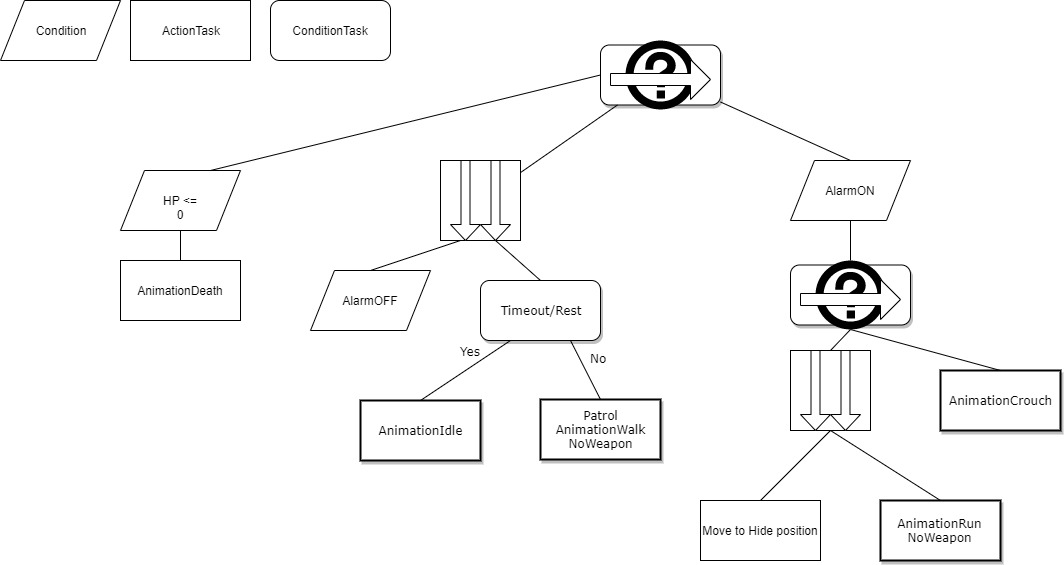 Condition
ActionTask
ConditionTask
?
HP <=
0
AlarmON
AnimationDeath
?
AlarmOFF
Timeout/Rest
Yes
No
AnimationIdle
Patrol
AnimationWalk
NoWeapon
AnimationCrouch
Move to Hide position
AnimationRun
NoWeapon